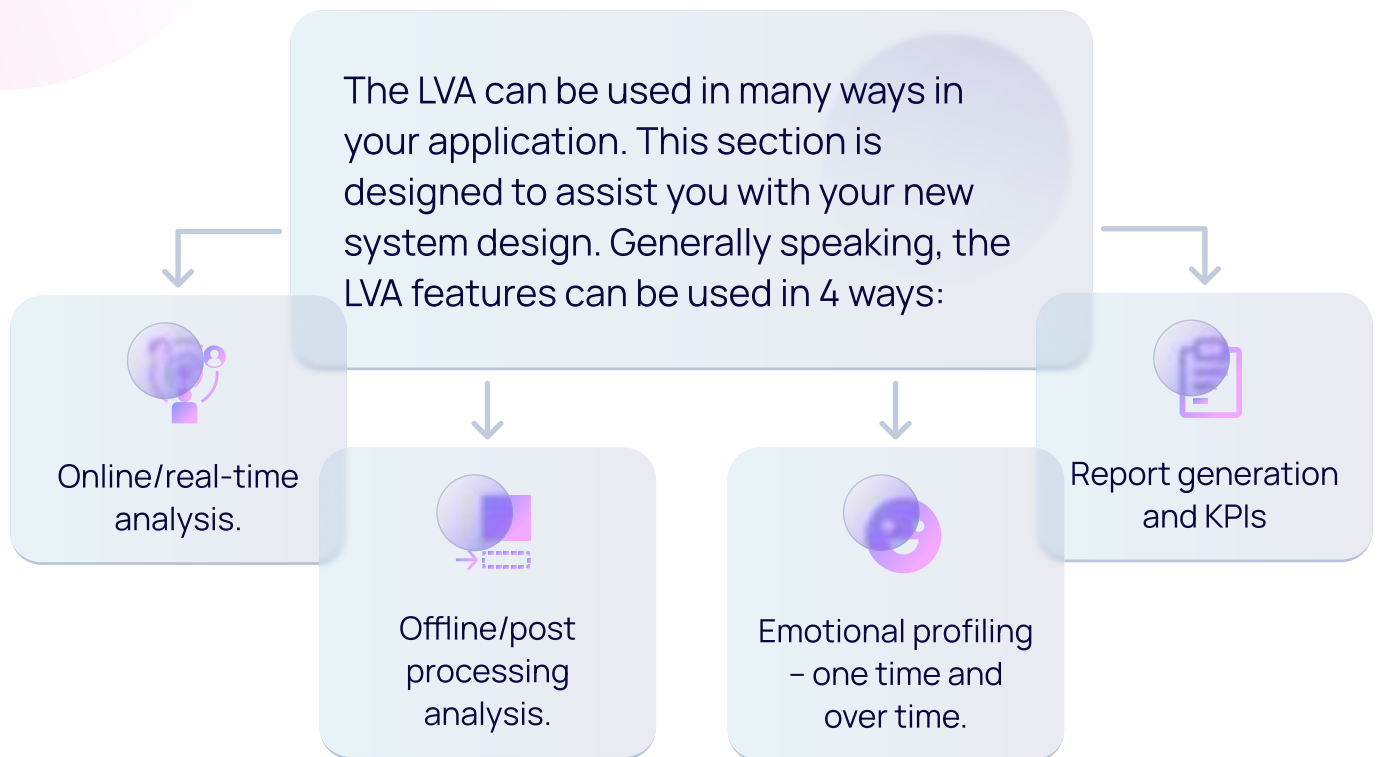 The LVA can be used in many ways in
your application. This section is
designed to assist you with your new
system design. Generally speaking, the
LVA features can be used in 4 ways:
Online/real-time
analysis.
Offline/post
processing
analysis.
Emotional profiling
– one time and
over time.
Report generation
and KPIs